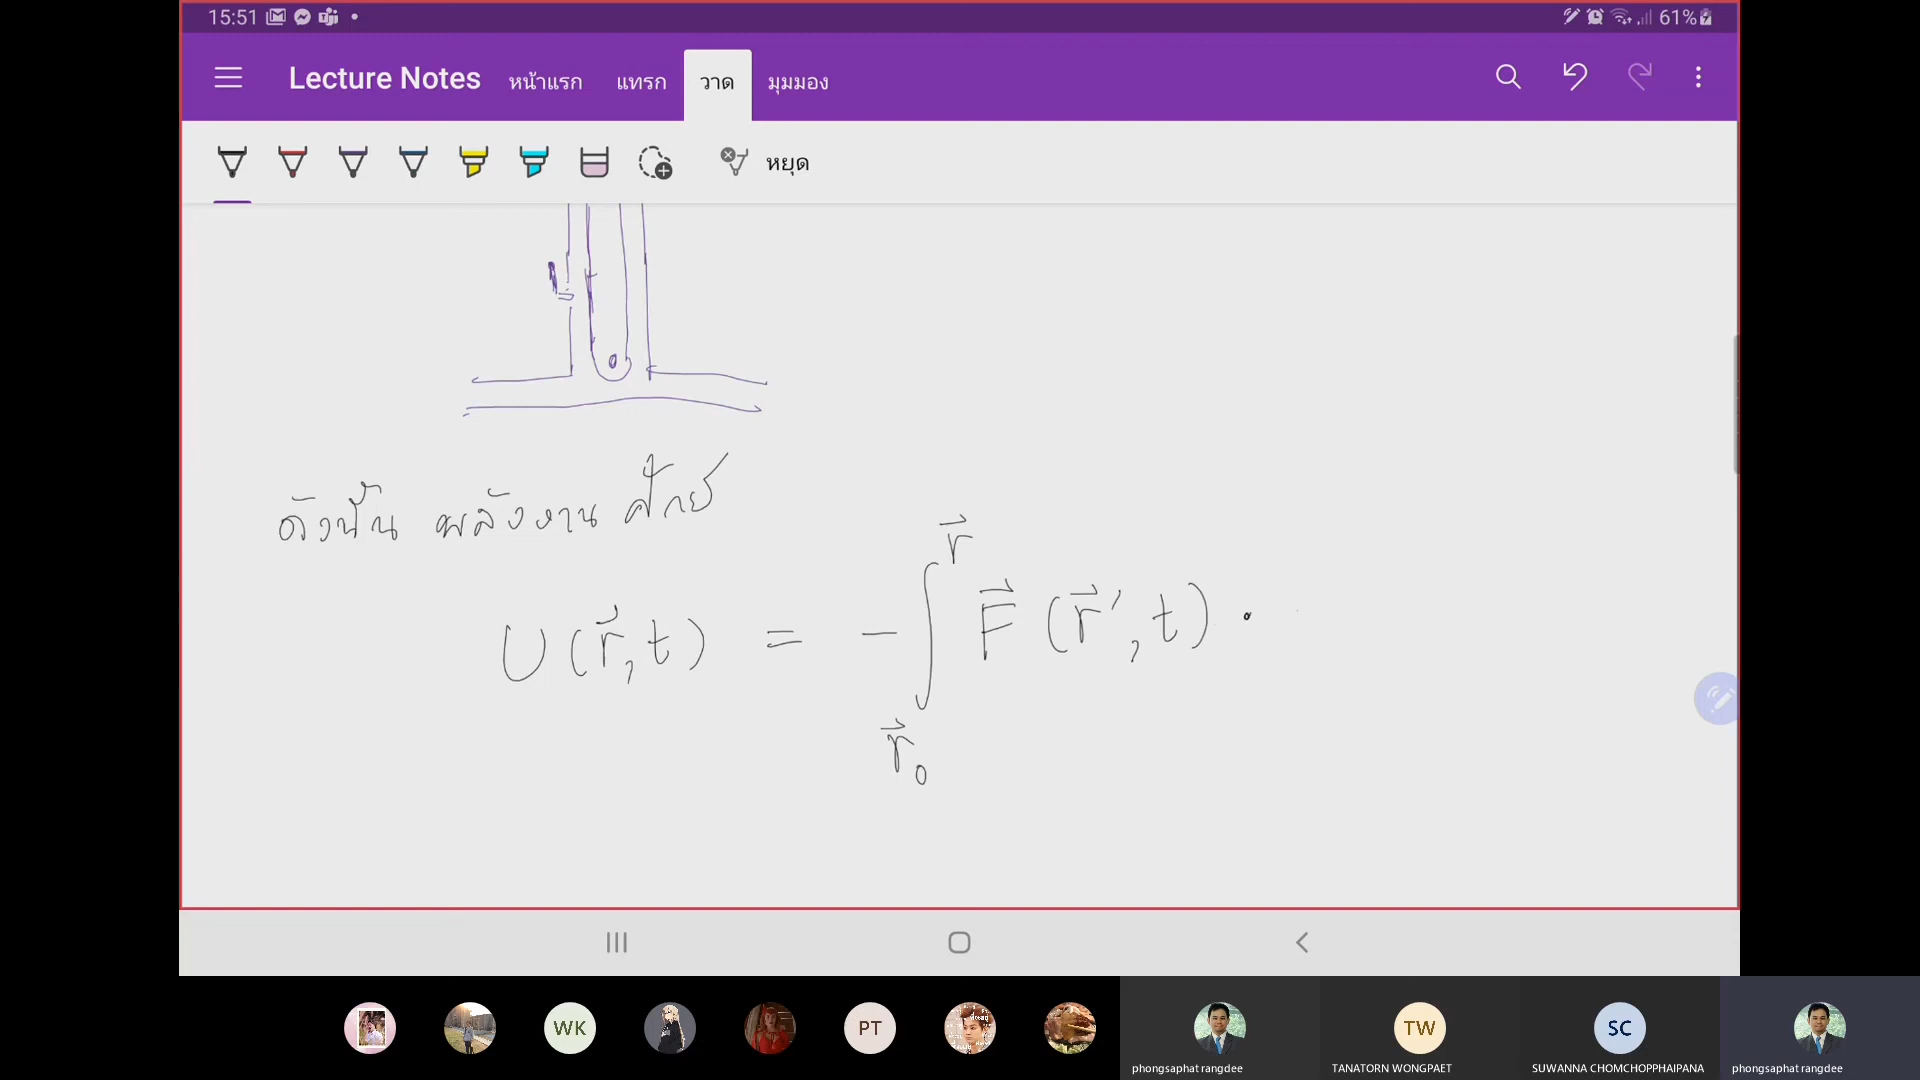 15:51 61%
Lecture Notes หน้าแรก แทรก วาด มุมมอง
หยุด
ดังนั้น พลังงานศักย์
U(r⃗,t) = -∫_{r⃗₀}^{r⃗} F⃗(r⃗′,t) ·
WK PT TW SC
phongsaphat rangdee TANATORN WONGPAET SUWANNA CHOMCHOPPHAIPANA phongsaphat rangdee